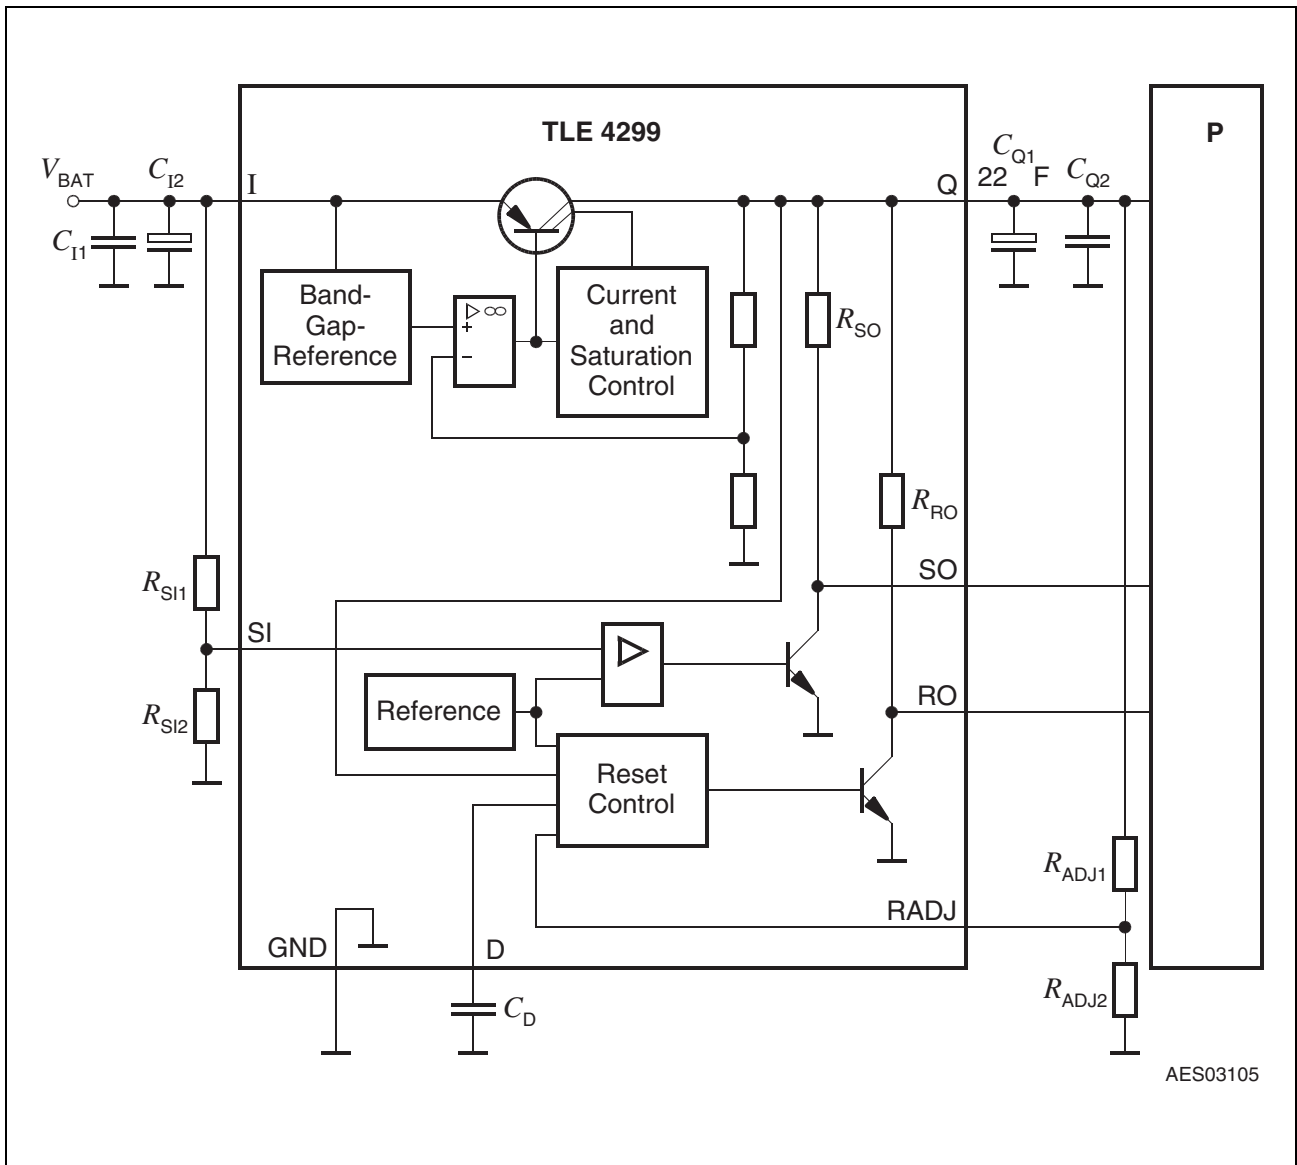 TLE 4299
P
V_BAT
C_I2
I
Q
C_Q1
22 F
C_Q2
C_I1
Band-
Gap-
Reference
▷ ∞
+
−
Current
and
Saturation
Control
R_SO
R_RO
R_SI1
SO
SI
▷
R_SI2
Reference
RO
Reset
Control
R_ADJ1
RADJ
GND
D
R_ADJ2
C_D
AES03105